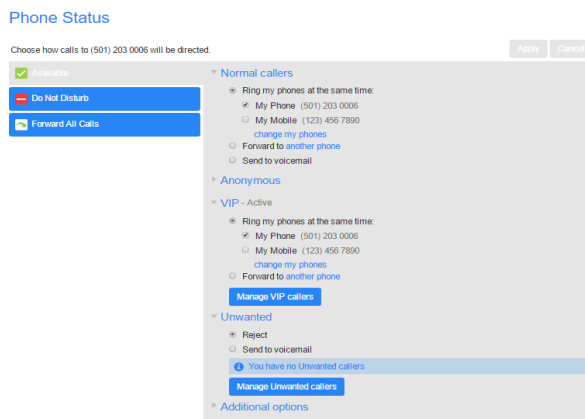 Phone Status
Choose how calls to (501) 203 0006 will be directed.
Apply Cancel
Available
Do Not Disturb
Forward All Calls
Normal callers
Ring my phones at the same time:
My Phone (501) 203 0006
My Mobile (123) 456 7890
change my phones
Forward to another phone
Send to voicemail
Anonymous
VIP - Active
Ring my phones at the same time:
My Phone (501) 203 0006
My Mobile (123) 456 7890
change my phones
Forward to another phone
Manage VIP callers
Unwanted
Reject
Send to voicemail
You have no Unwanted callers
Manage Unwanted callers
Additional options